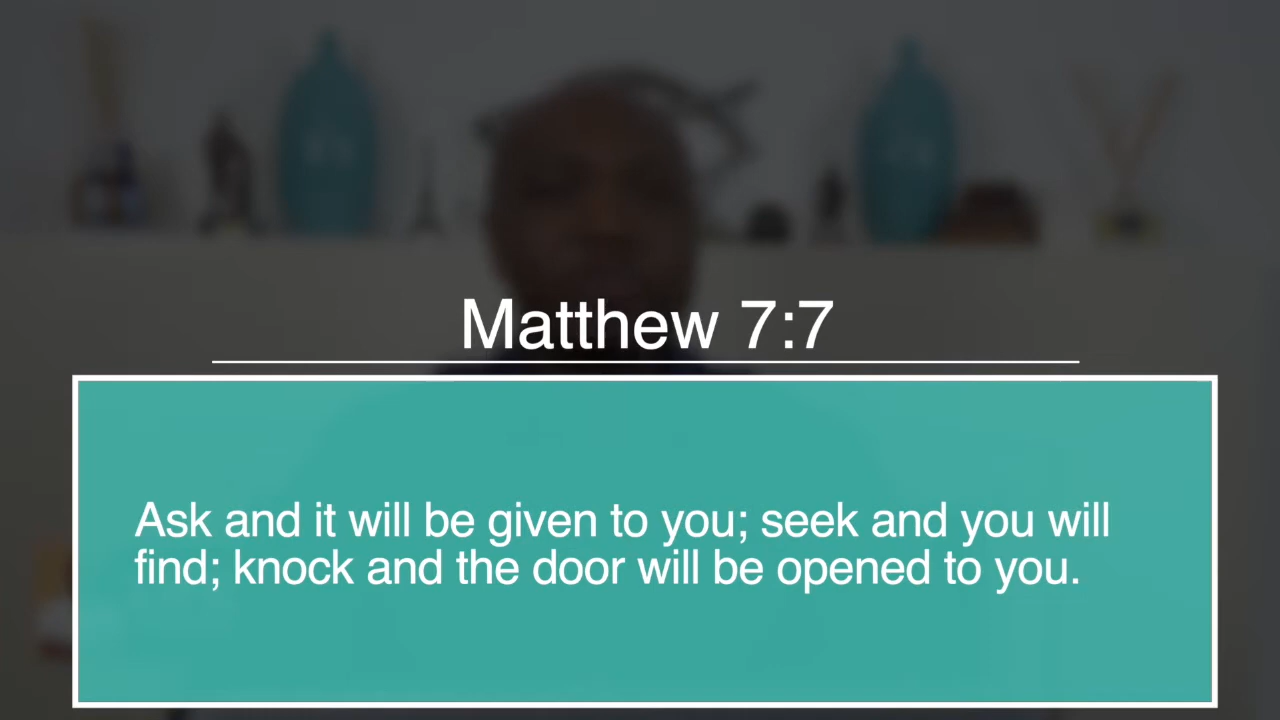 Matthew 7:7
Ask and it will be given to you; seek and you will
find; knock and the door will be opened to you.